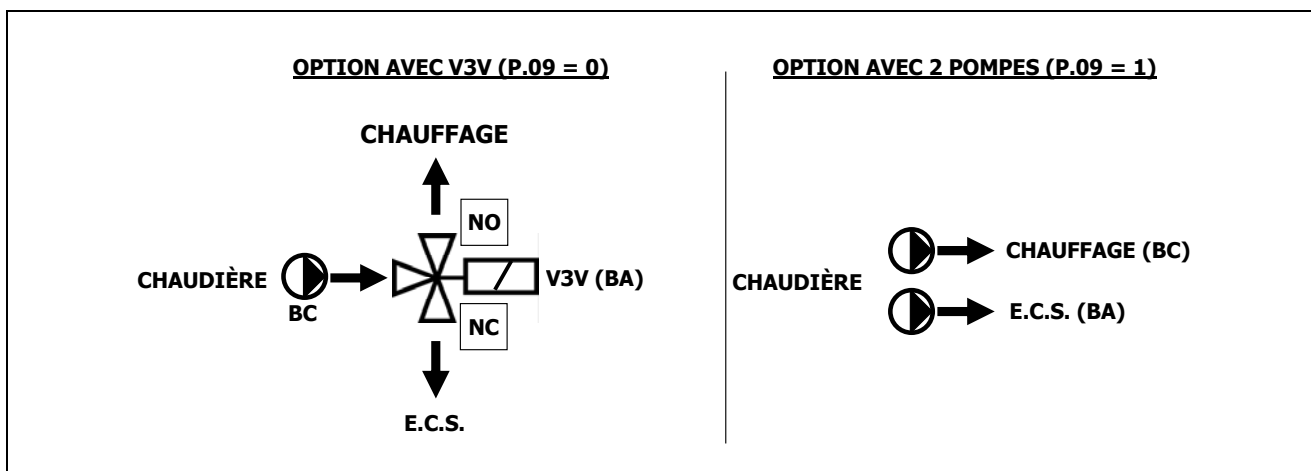 OPTION AVEC V3V (P.09 = 0)
CHAUFFAGE
NO
CHAUDIÈRE
BC
V3V (BA)
NC
E.C.S.
OPTION AVEC 2 POMPES (P.09 = 1)
CHAUDIÈRE
CHAUFFAGE (BC)
E.C.S. (BA)